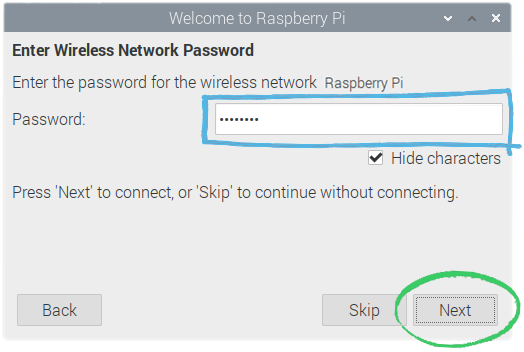 Welcome to Raspberry Pi
Enter Wireless Network Password
Enter the password for the wireless network Raspberry Pi
Password: ••••••••
Hide characters
Press 'Next' to connect, or 'Skip' to continue without connecting.
Back Skip Next